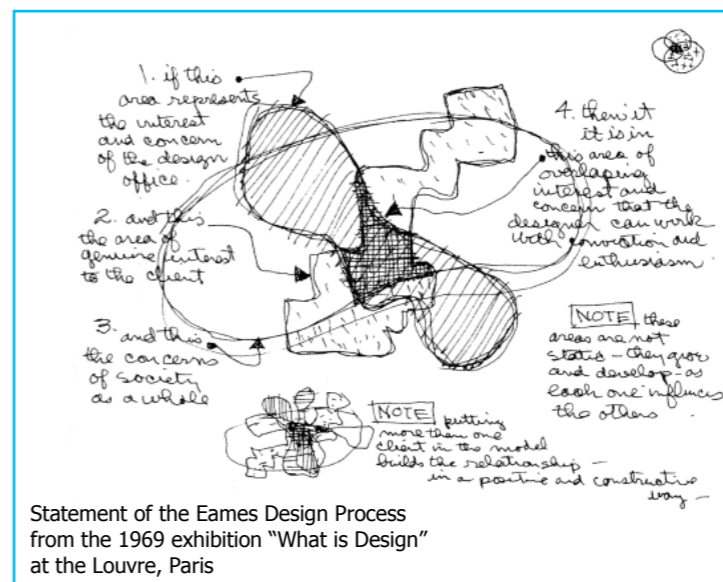 1. if this
area represents
the interest
and concern
of the design
office.
2. and this
the area of
genuine interest
to the client
3. and this
the concerns
of society
as a whole
4. then it
it is in
this area of
overlaping
interest and
concern that the
designer can work
with conviction and
enthusiasm
NOTE these
areas are not
static – they grow
and develop – as
each one influences
the others
NOTE putting
more than one
client in the model
builds the relationship –
in a positive and constructive
way –
Statement of the Eames Design Process
from the 1969 exhibition “What is Design”
at the Louvre, Paris